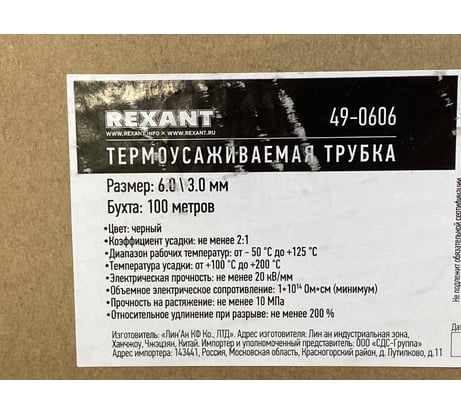 REXANT
49-0606
WWW.REXANT.INFO × WWW.REXANT.RU
ТЕРМОУСАЖИВАЕМАЯ ТРУБКА
Размер: 6.0 \ 3.0 мм
Бухта: 100 метров
•Цвет: черный
•Коэффициент усадки: не менее 2:1
•Диапазон рабочих температур: от - 50 °С до +125 °С
•Температура усадки: от +100 °С до +200 °С
•Электрическая прочность: не менее 20 кВ/мм
• Объемное электрическое сопротивление: 1*10¹⁴ Ом•см (минимум)
•Прочность на растяжение: не менее 10 МПа
•Относительное удлинение при разрыве: не менее 200 %
Изготовитель: «Лин'Ан КФ Ко., ЛТД». Адрес изготовителя: Лин ан индустриальная зона,
Ханчжоу, Чжэцзян, Китай. Импортер и уполномоченный представитель: ООО «СДС-Группа»
Адрес импортера: 143441, Россия, Московская область, Красногорский район, д. Путилково, д.11
Не подлежит обязательной сертификации
Дат